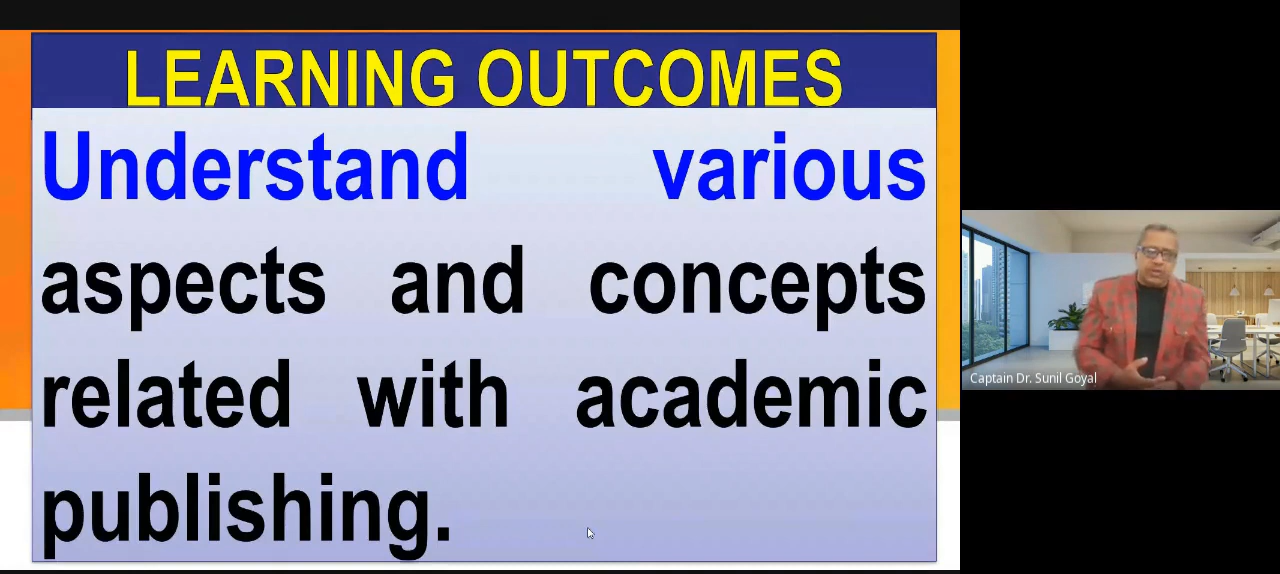 LEARNING OUTCOMES
Understand various
aspects and concepts
related with academic
publishing.
Captain Dr. Sunil Goyal